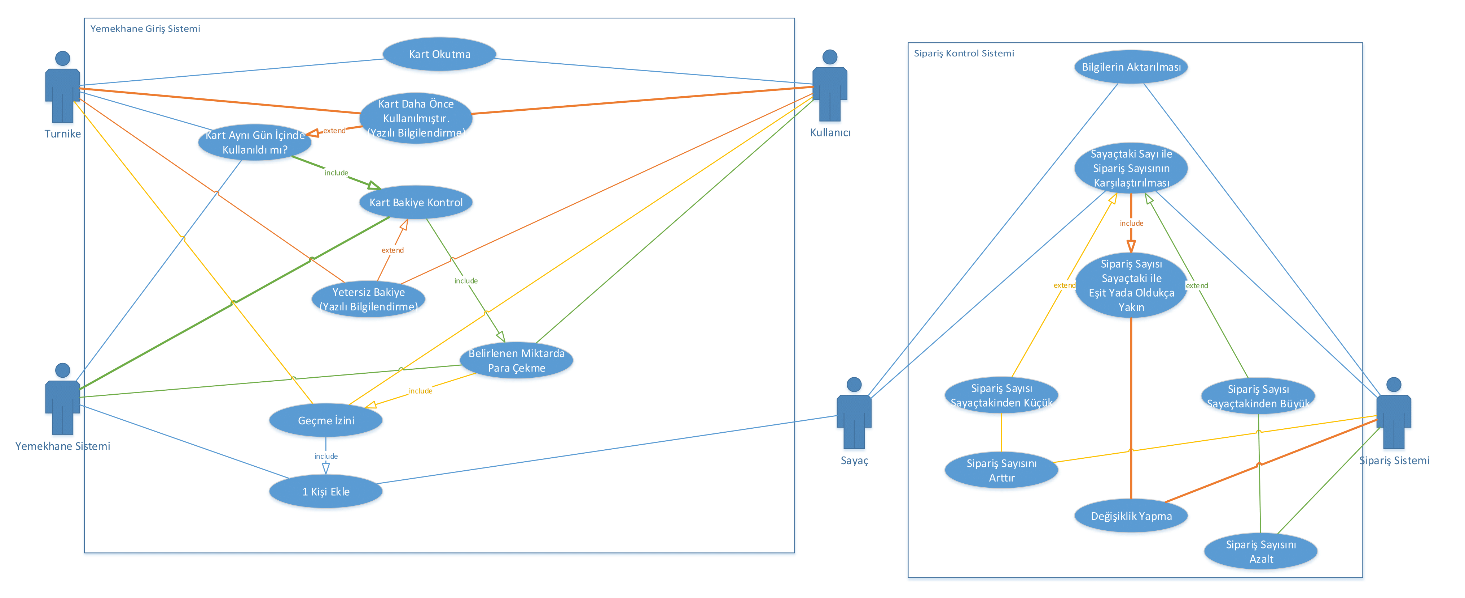 Yemekhane Giriş Sistemi
Kart Okutma
Turnike
Kullanıcı
Kart Daha Önce
Kullanılmıştır.
(Yazılı Bilgilendirme)
extend
Kart Aynı Gün İçinde
Kullanıldı mı?
include
Kart Bakiye Kontrol
extend
include
Yetersiz Bakiye
(Yazılı Bilgilendirme)
Belirlenen Miktarda
Para Çekme
include
Geçme İzini
include
1 Kişi Ekle
Yemekhane Sistemi
Sipariş Kontrol Sistemi
Bilgilerin Aktarılması
Sayaçtaki Sayı ile
Sipariş Sayısının
Karşılaştırılması
include
Sipariş Sayısı
Sayaçtaki ile
Eşit Yada Oldukça
Yakın
extend
extend
Sipariş Sayısı
Sayaçtakinden Küçük
Sipariş Sayısı
Sayaçtakinden Büyük
Sayaç
Sipariş Sistemi
Sipariş Sayısını
Arttır
Değişiklik Yapma
Sipariş Sayısını
Azalt